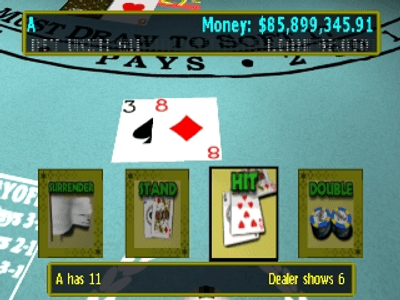 A Money: $85,899,345.91
MUST DRAW TO
PAYS
3 8
8
SURRENDER STAND HIT DOUBLE
A has 11 Dealer shows 6